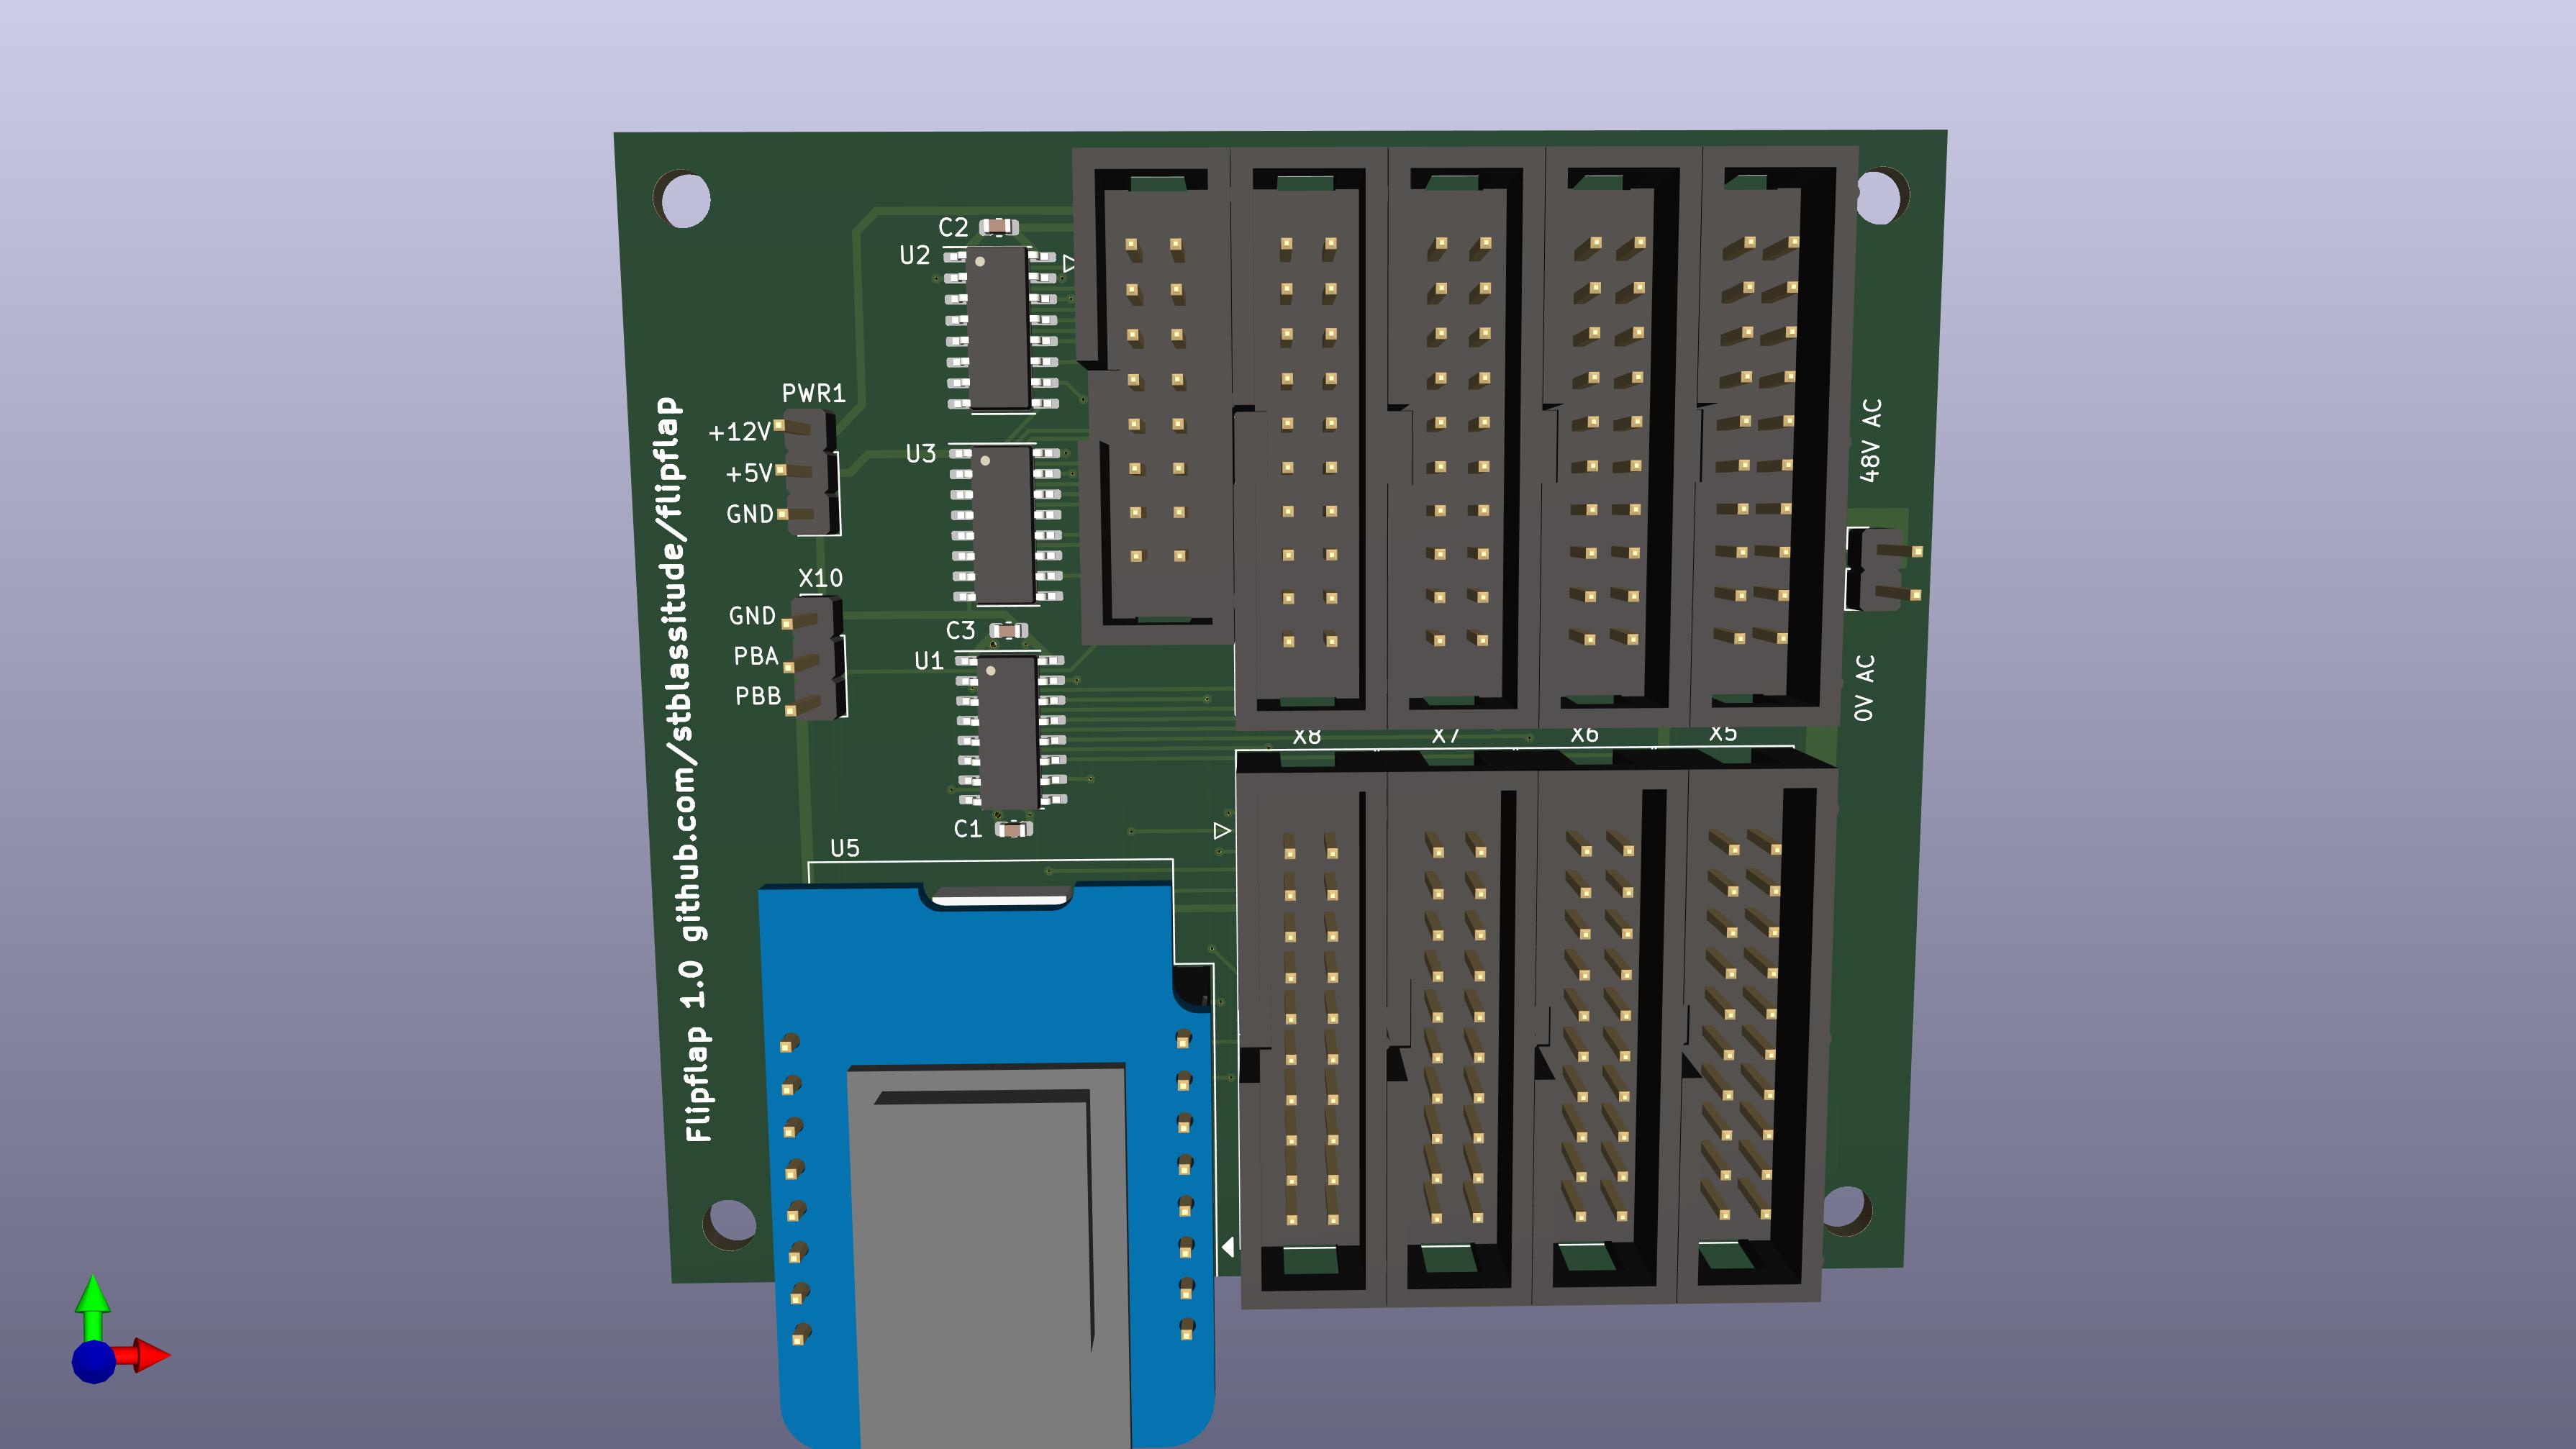 C2
U2
PWR1
+12V
+5V
GND
U3
X10
GND
PBA
PBB
C3
U1
C1
U5
48V AC
0V AC
X8
X7
X6
X5
Flipflap 1.0 github.com/stblassitude/flipflap